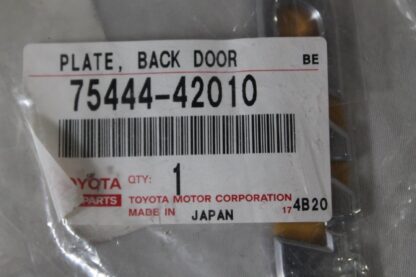 PLATE, BACK DOOR BE
75444-42010
TOYOTA QTY: 1
PARTS TOYOTA MOTOR CORPORATION
MADE IN JAPAN 17 4B20